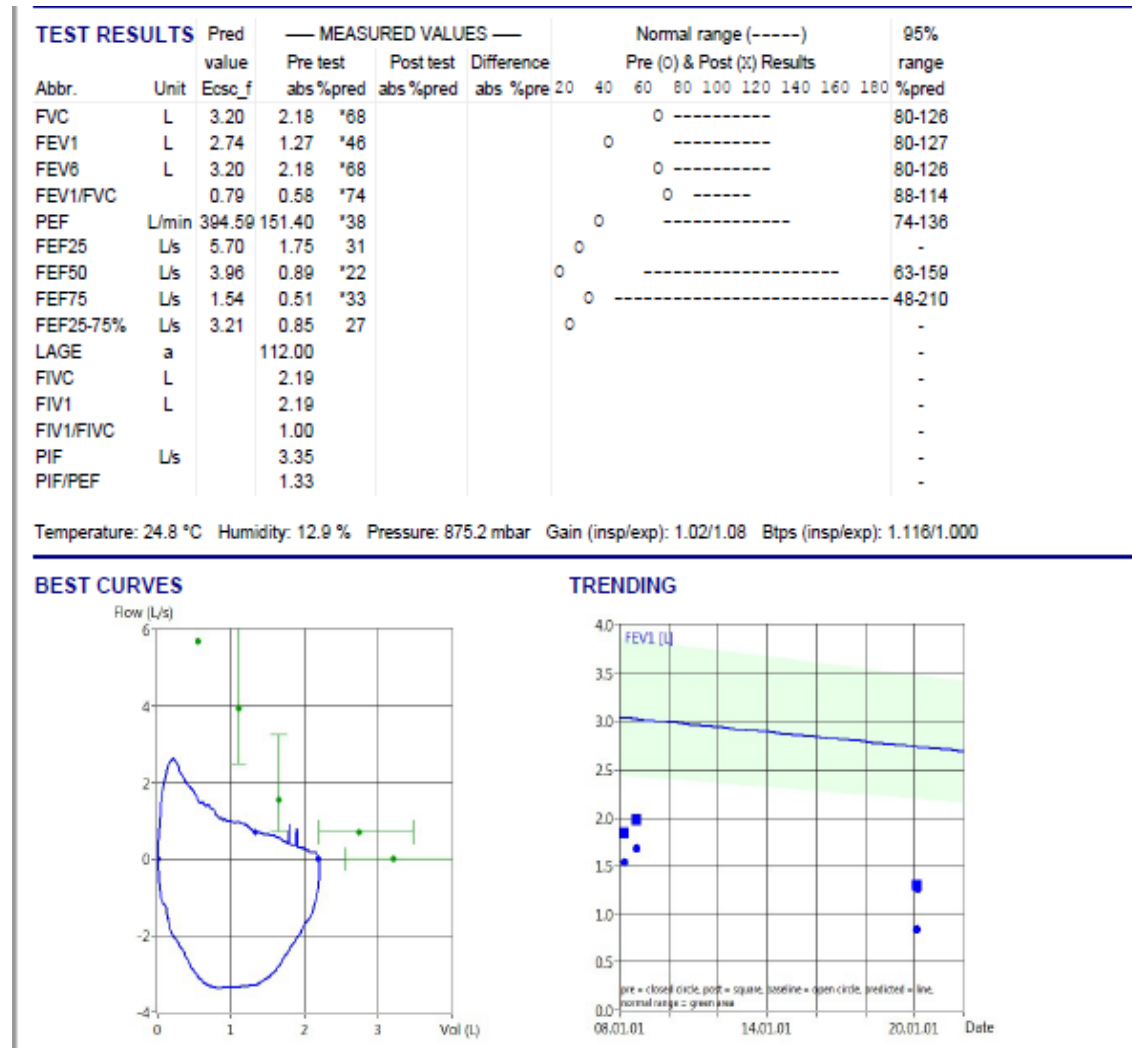 TEST RESULTS Pred — MEASURED VALUES — Normal range (-----) 95%
value Pre test Post test Difference Pre (O) & Post (X) Results range
Abbr. Unit Ecsc_f abs %pred abs %pred abs %pre 20 40 60 80 100 120 140 160 180 %pred
FVC L 3.20 2.18 *68 O ---------- 80-126
FEV1 L 2.74 1.27 *46 O ---------- 80-127
FEV6 L 3.20 2.18 *68 O ---------- 80-126
FEV1/FVC 0.79 0.58 *74 O ------ 88-114
PEF L/min 394.59 151.40 *38 O ------------- 74-136
FEF25 L/s 5.70 1.75 31 O -
FEF50 L/s 3.96 0.89 *22 O --------------------- 63-159
FEF75 L/s 1.54 0.51 *33 O ----------------------------- 48-210
FEF25-75% L/s 3.21 0.85 27 O -
LAGE a 112.00 -
FIVC L 2.19 -
FIV1 L 2.19 -
FIV1/FIVC 1.00 -
PIF L/s 3.35 -
PIF/PEF 1.33 -
Temperature: 24.8 °C Humidity: 12.9 % Pressure: 875.2 mbar Gain (insp/exp): 1.02/1.08 Btps (insp/exp): 1.116/1.000
BEST CURVES
Flow (L/s)
6
4
2
0
-2
-4
0 1 2 3 Vol (L)
TRENDING
FEV1 [L]
4.0
3.5
3.0
2.5
2.0
1.5
1.0
0.5
0.0
pre = closed circle, post = square, baseline = open circle, predicted = line,
normal range = green area
08.01.01 14.01.01 20.01.01 Date